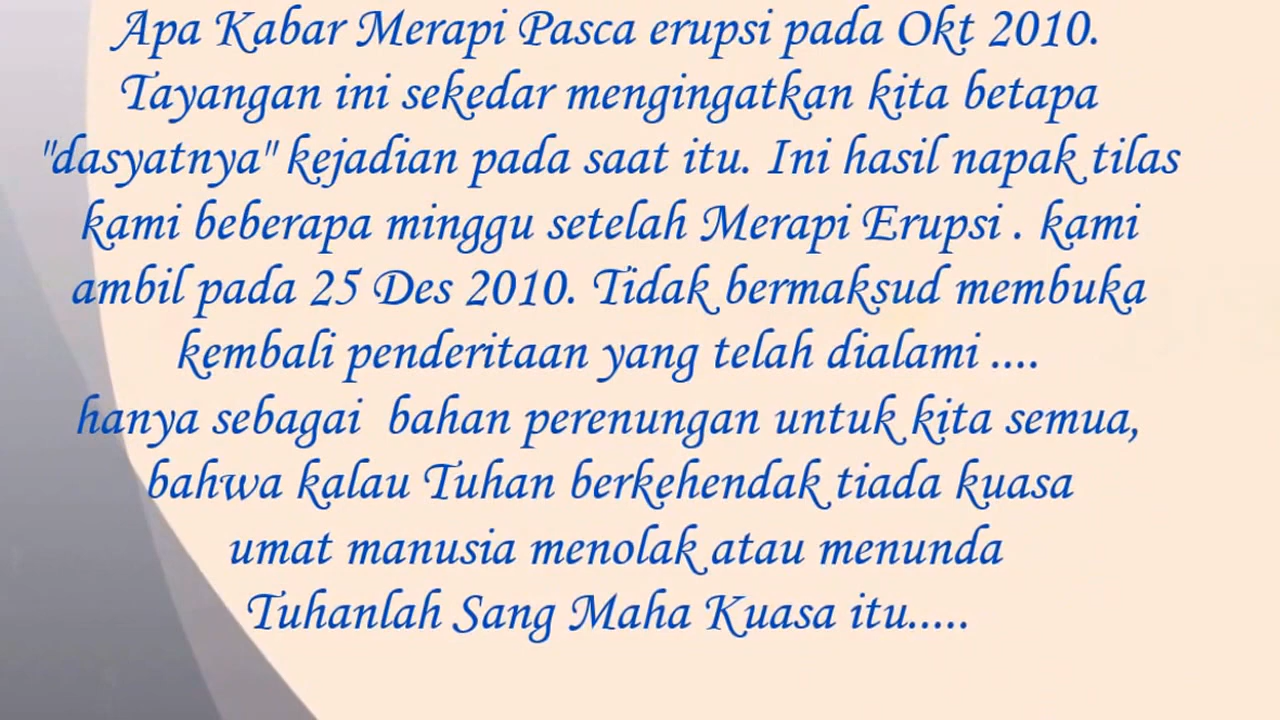 Apa Kabar Merapi Pasca erupsi pada Okt 2010.
Tayangan ini sekedar mengingatkan kita betapa
"dasyatnya" kejadian pada saat itu. Ini hasil napak tilas
kami beberapa minggu setelah Merapi Erupsi . kami
ambil pada 25 Des 2010. Tidak bermaksud membuka
kembali penderitaan yang telah dialami ....
hanya sebagai  bahan perenungan untuk kita semua,
bahwa kalau Tuhan berkehendak tiada kuasa
umat manusia menolak atau menunda
Tuhanlah Sang Maha Kuasa itu.....